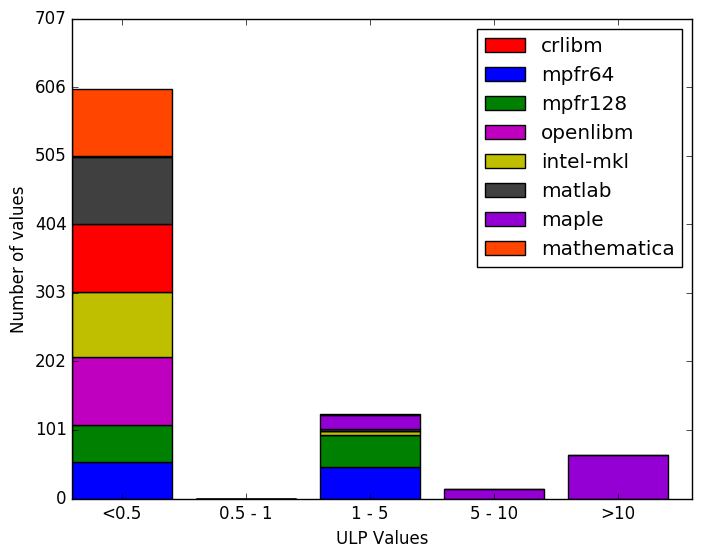 707
606
505
404
303
202
101
0
Number of values
<0.5
0.5 - 1
1 - 5
5 - 10
>10
ULP Values
crlibm
mpfr64
mpfr128
openlibm
intel-mkl
matlab
maple
mathematica